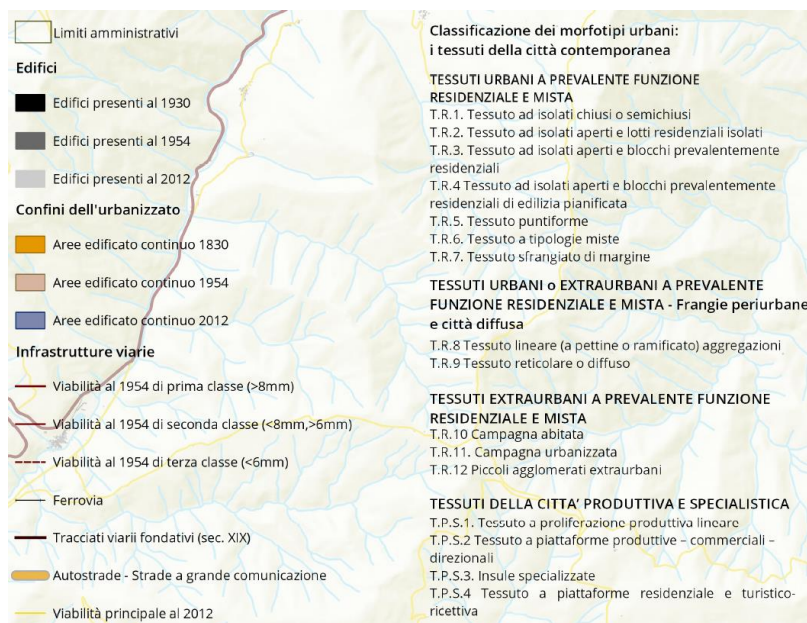 Limiti amministrativi
Edifici
Edifici presenti al 1930
Edifici presenti al 1954
Edifici presenti al 2012
Confini dell'urbanizzato
Aree edificato continuo 1830
Aree edificato continuo 1954
Aree edificato continuo 2012
Infrastrutture viarie
Viabilità al 1954 di prima classe (>8mm)
Viabilità al 1954 di seconda classe (<8mm,>6mm)
Viabilità al 1954 di terza classe (<6mm)
Ferrovia
Tracciati viarii fondativi (sec. XIX)
Autostrade - Strade a grande comunicazione
Viabilità principale al 2012
Classificazione dei morfotipi urbani:
i tessuti della città contemporanea
TESSUTI URBANI A PREVALENTE FUNZIONE
RESIDENZIALE E MISTA
T.R.1. Tessuto ad isolati chiusi o semichiusi
T.R.2. Tessuto ad isolati aperti e lotti residenziali isolati
T.R.3. Tessuto ad isolati aperti e blocchi prevalentemente
residenziali
T.R.4 Tessuto ad isolati aperti e blocchi prevalentemente
residenziali di edilizia pianificata
T.R.5. Tessuto puntiforme
T.R.6. Tessuto a tipologie miste
T.R.7. Tessuto sfrangiato di margine
TESSUTI URBANI o EXTRAURBANI A PREVALENTE
FUNZIONE RESIDENZIALE E MISTA - Frangie periurbane
e città diffusa
T.R.8 Tessuto lineare (a pettine o ramificato) aggregazioni
T.R.9 Tessuto reticolare o diffuso
TESSUTI EXTRAURBANI A PREVALENTE FUNZIONE
RESIDENZIALE E MISTA
T.R.10 Campagna abitata
T.R.11. Campagna urbanizzata
T.R.12 Piccoli agglomerati extraurbani
TESSUTI DELLA CITTA' PRODUTTIVA E SPECIALISTICA
T.P.S.1. Tessuto a proliferazione produttiva lineare
T.P.S.2 Tessuto a piattaforme produttive – commerciali –
direzionali
T.P.S.3. Insule specializzate
T.P.S.4 Tessuto a piattaforme residenziale e turistico-
ricettiva